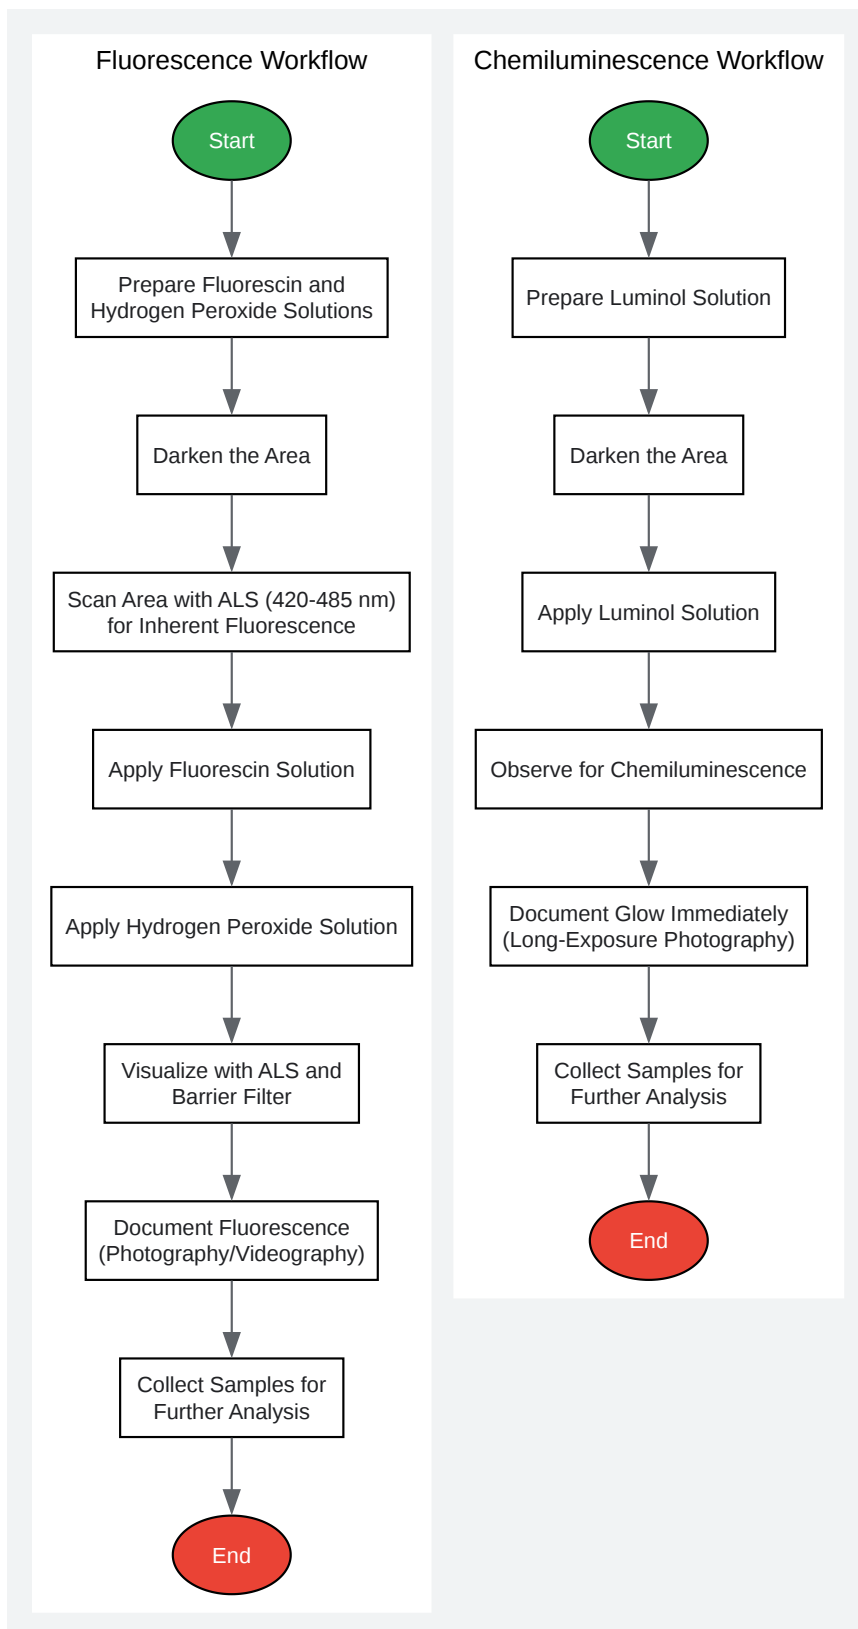 Fluorescence Workflow
Start
Prepare Fluorescin and
Hydrogen Peroxide Solutions
Darken the Area
Scan Area with ALS (420-485 nm)
for Inherent Fluorescence
Apply Fluorescin Solution
Apply Hydrogen Peroxide Solution
Visualize with ALS and
Barrier Filter
Document Fluorescence
(Photography/Videography)
Collect Samples for
Further Analysis
End
Chemiluminescence Workflow
Start
Prepare Luminol Solution
Darken the Area
Apply Luminol Solution
Observe for Chemiluminescence
Document Glow Immediately
(Long-Exposure Photography)
Collect Samples for
Further Analysis
End